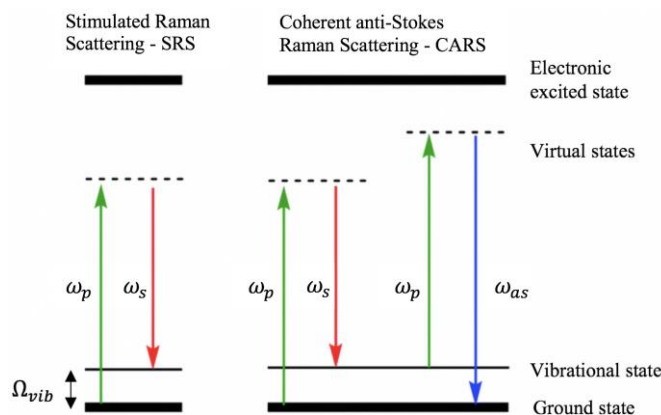 Stimulated Raman
Scattering - SRS
Coherent anti-Stokes
Raman Scattering - CARS
Electronic
excited state
Virtual states
ω_p
ω_s
ω_p
ω_s
ω_p
ω_as
Ω_vib
Vibrational state
Ground state